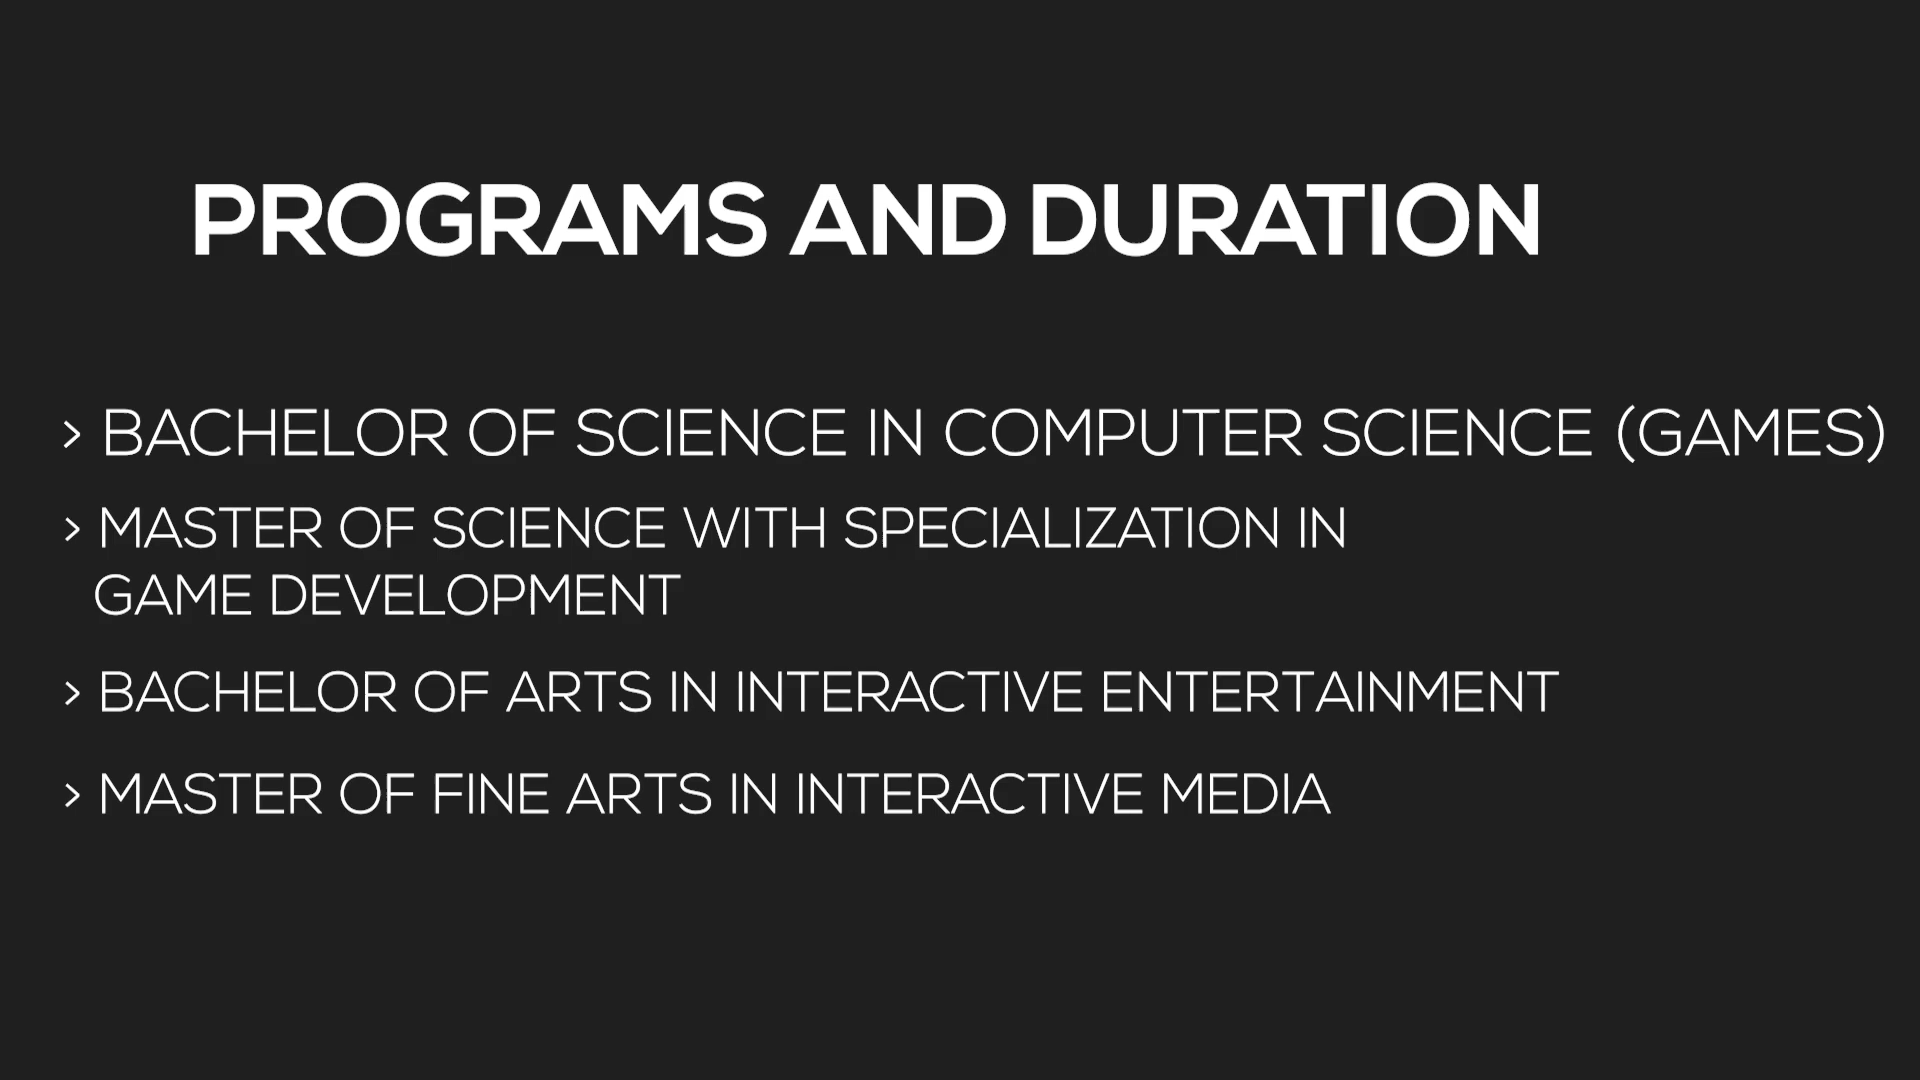 PROGRAMS AND DURATION
> BACHELOR OF SCIENCE IN COMPUTER SCIENCE (GAMES)
> MASTER OF SCIENCE WITH SPECIALIZATION IN
GAME DEVELOPMENT
> BACHELOR OF ARTS IN INTERACTIVE ENTERTAINMENT
> MASTER OF FINE ARTS IN INTERACTIVE MEDIA